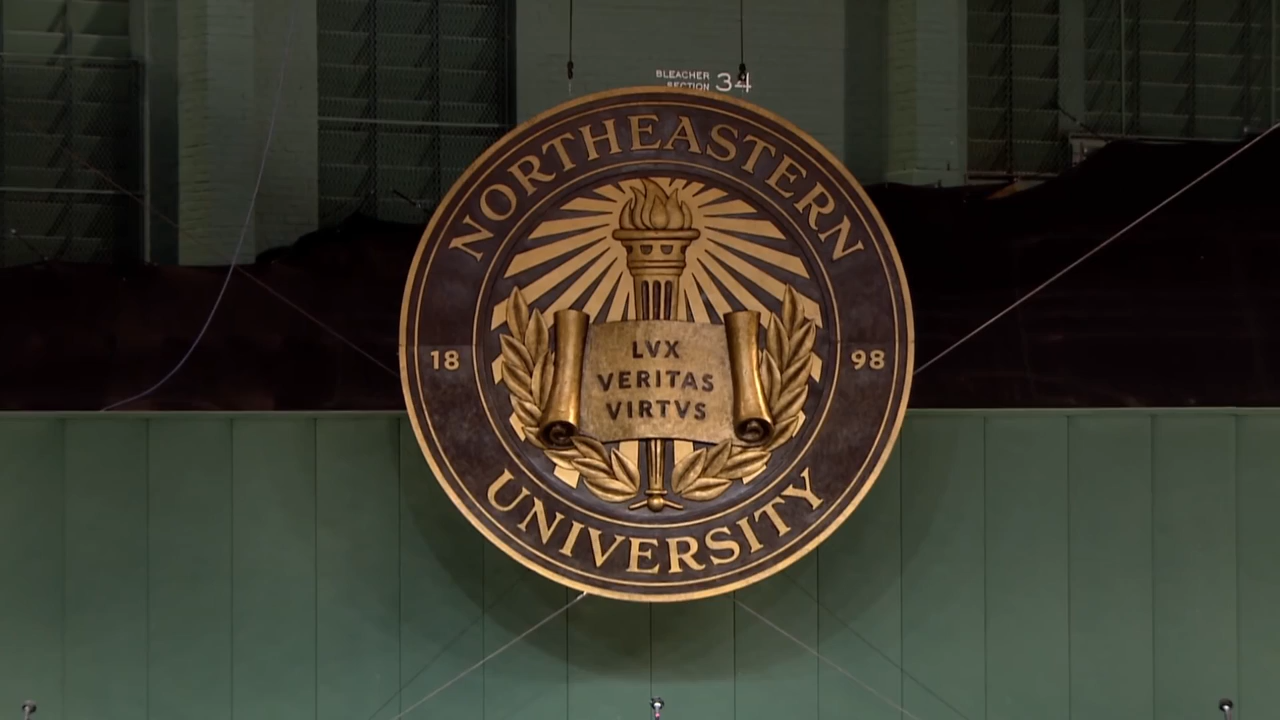 BLEACHER
SECTION 34
NORTHEASTERN
18 98
LVX
VERITAS
VIRTVS
UNIVERSITY